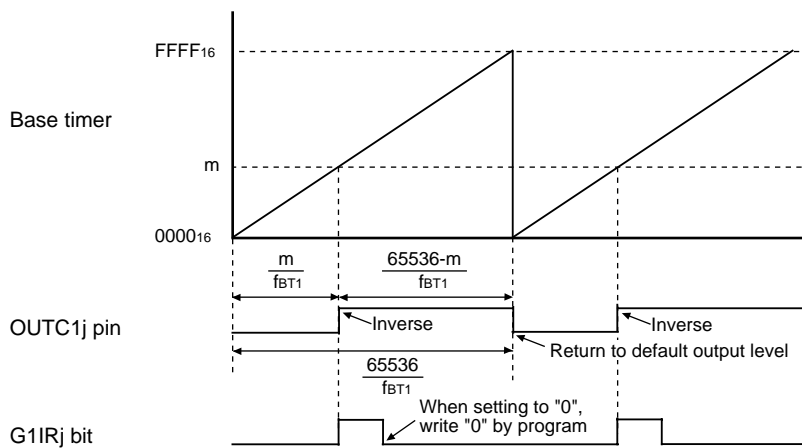 FFFF16
Base timer
m
000016
m
fBT1
65536-m
fBT1
OUTC1j pin
Inverse
Inverse
Return to default output level
65536
fBT1
When setting to "0",
write "0" by program
G1IRj bit